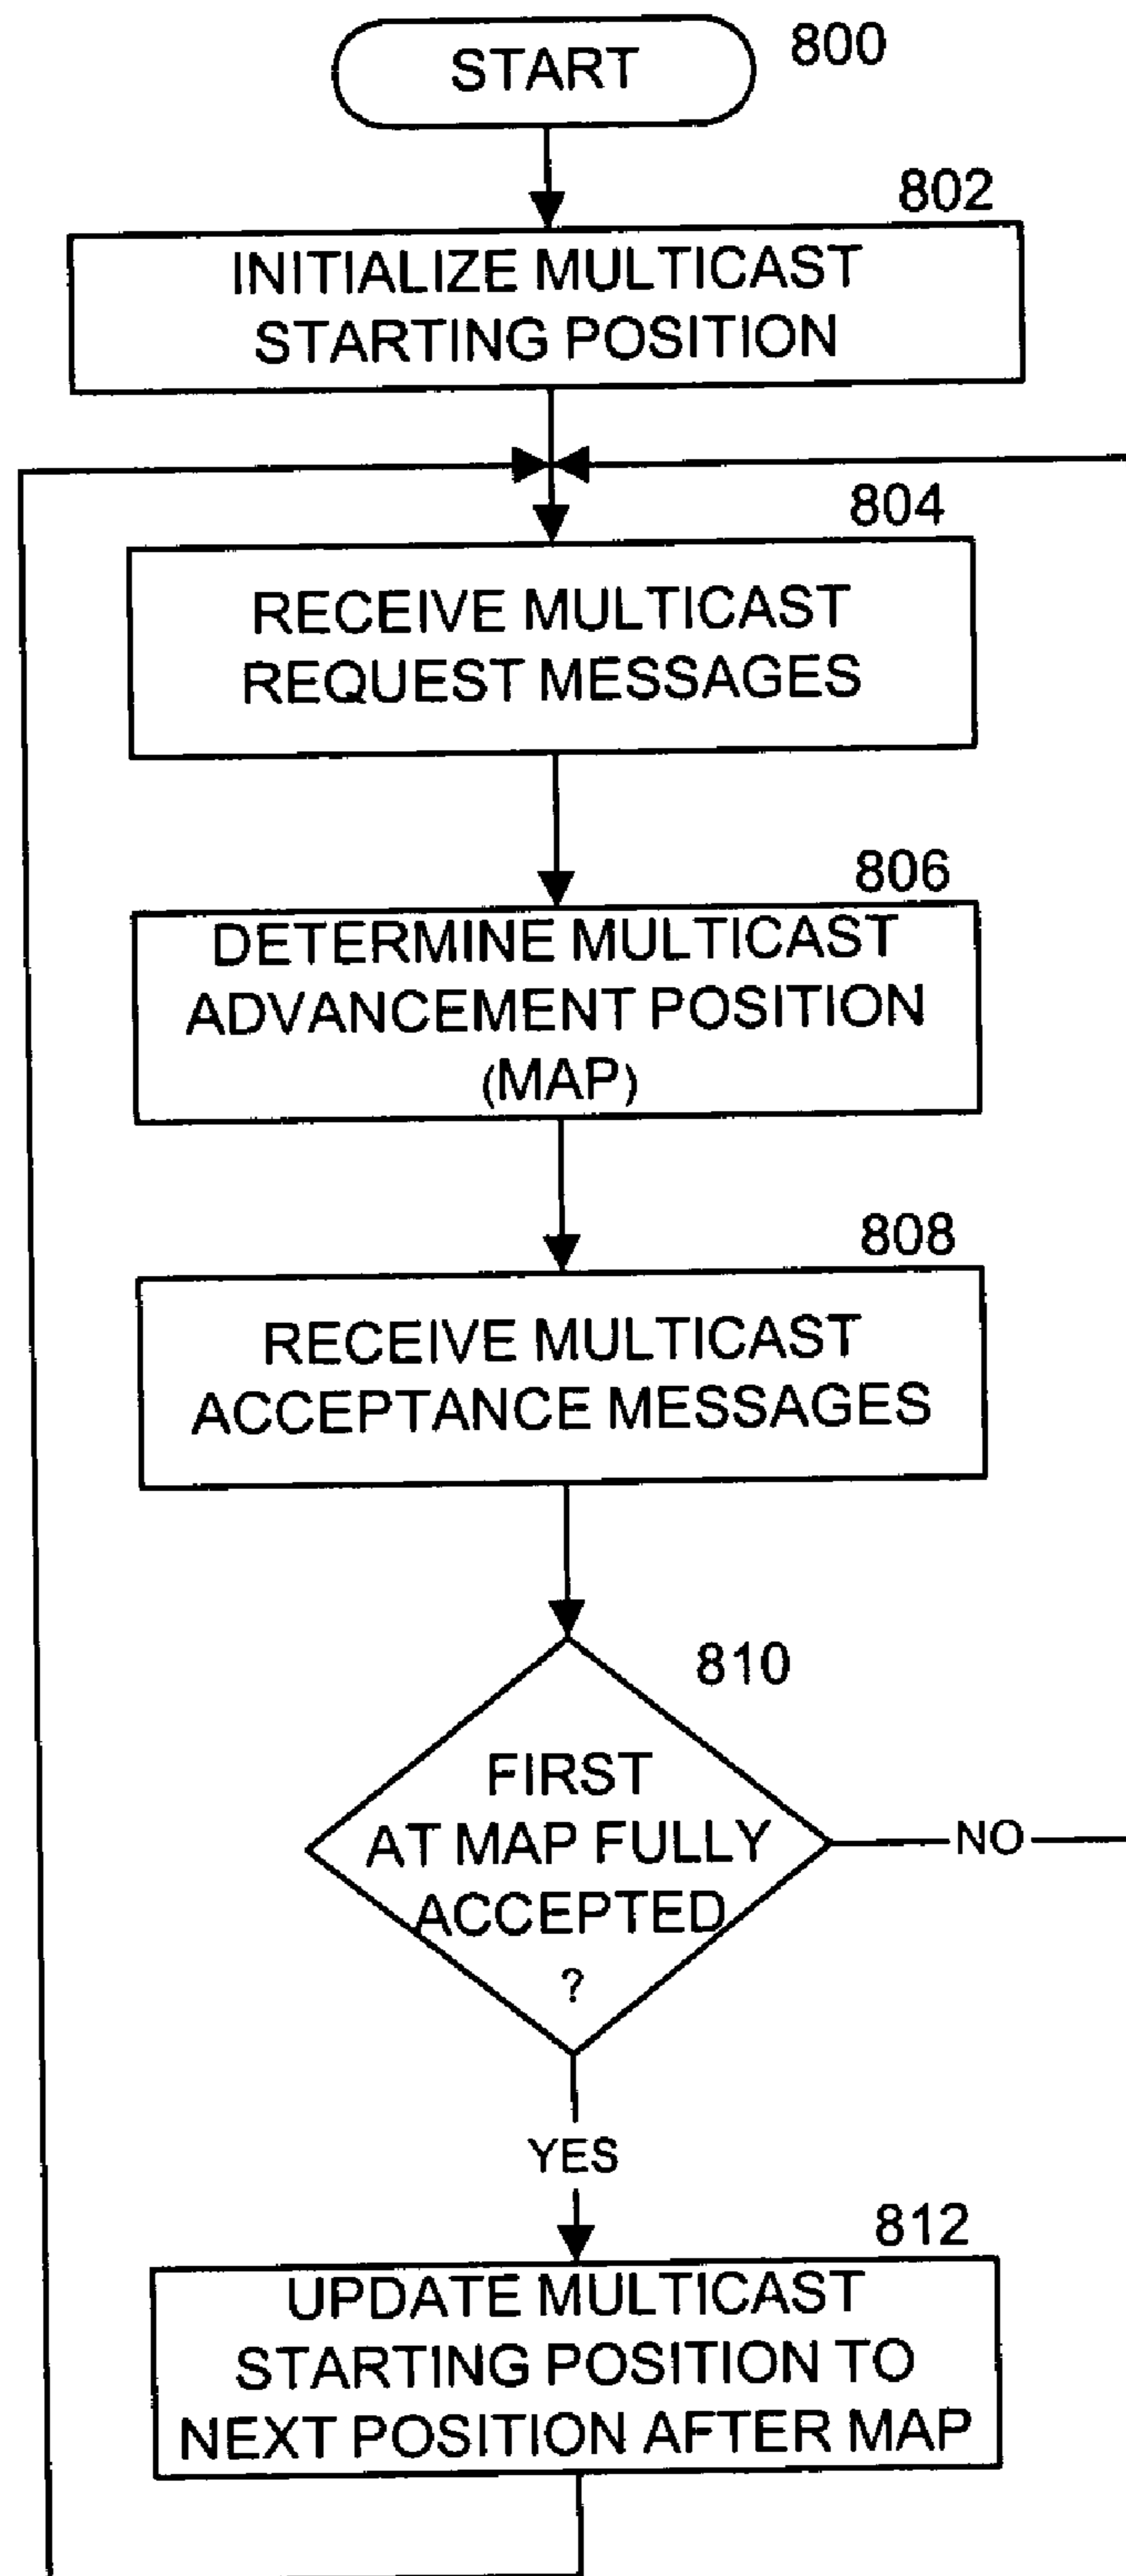 START
800
802
INITIALIZE MULTICAST
STARTING POSITION
804
RECEIVE MULTICAST
REQUEST MESSAGES
806
DETERMINE MULTICAST
ADVANCEMENT POSITION
(MAP)
808
RECEIVE MULTICAST
ACCEPTANCE MESSAGES
810
FIRST
AT MAP FULLY
ACCEPTED
?
NO
YES
812
UPDATE MULTICAST
STARTING POSITION TO
NEXT POSITION AFTER MAP